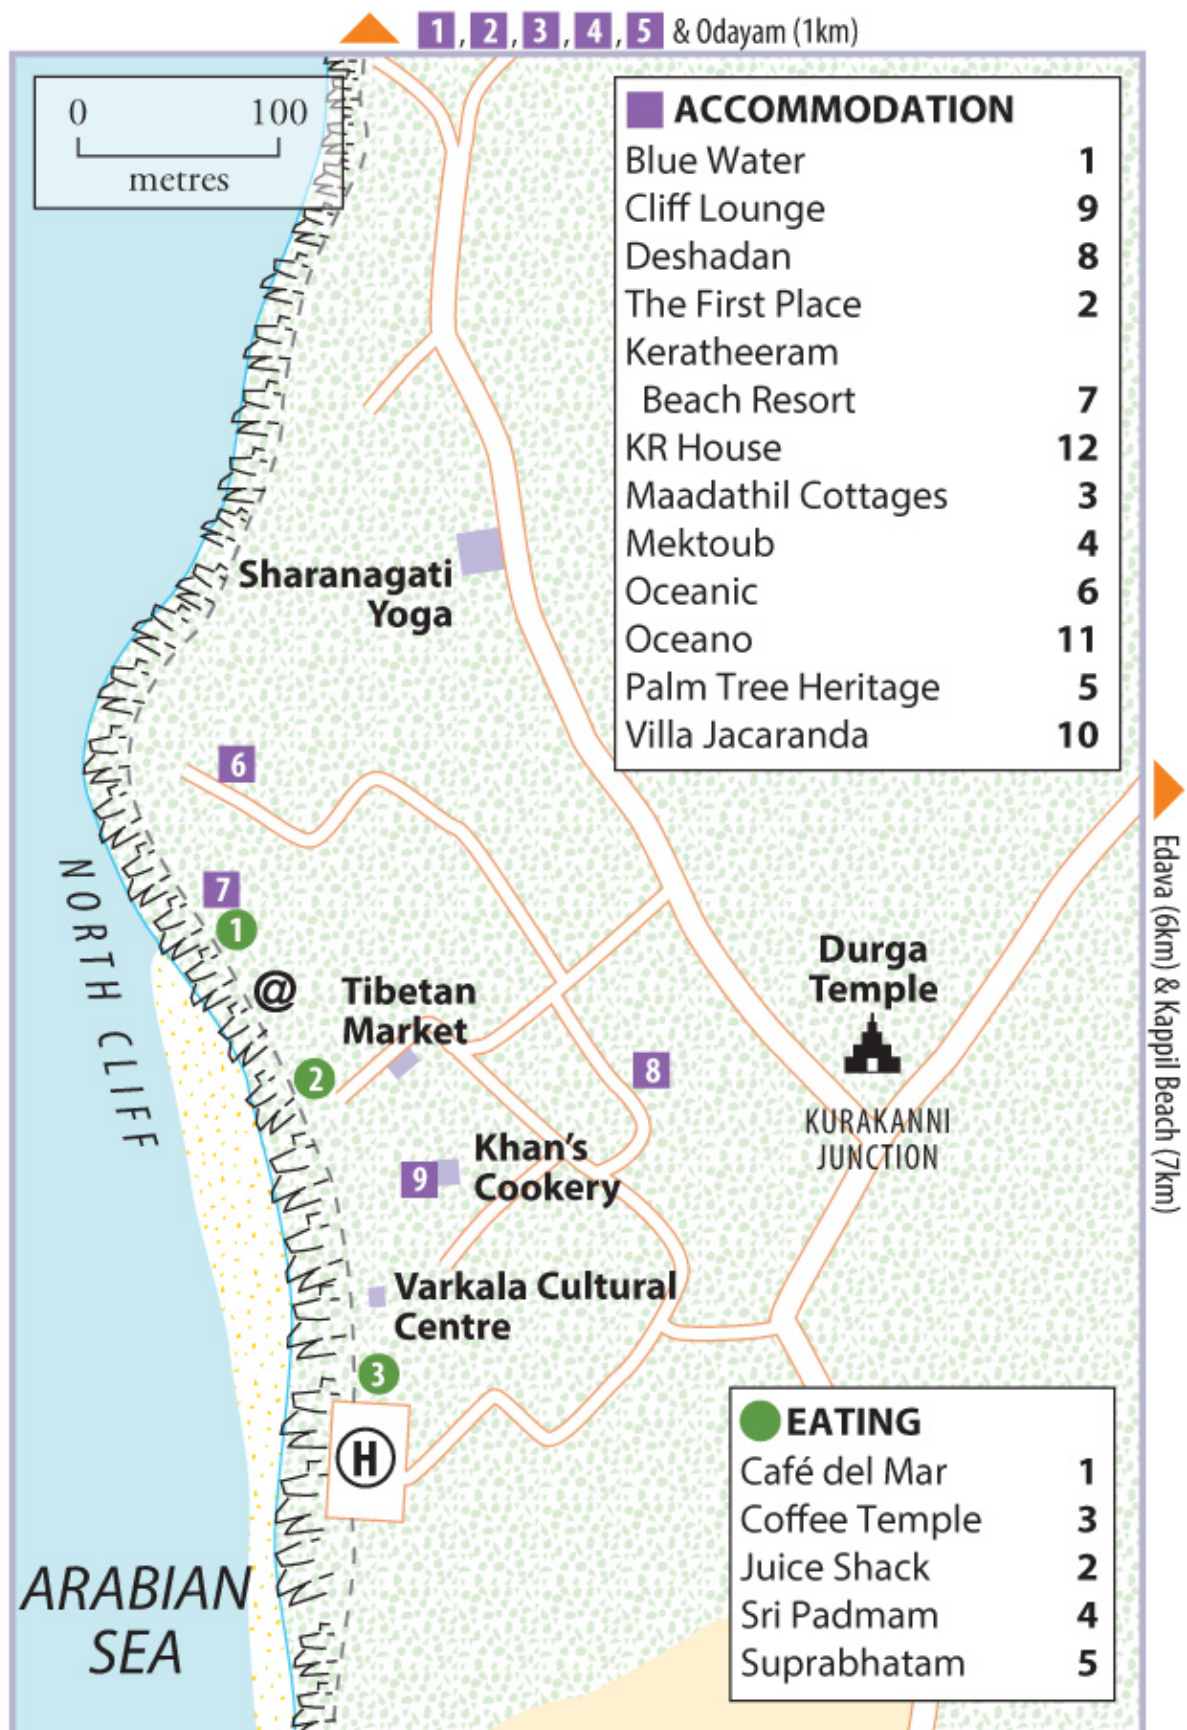 1, 2, 3, 4, 5 & Odayam (1km)
0 100
metres
ACCOMMODATION
Blue Water 1
Cliff Lounge 9
Deshadan 8
The First Place 2
Keratheeram
Beach Resort 7
KR House 12
Maadathil Cottages 3
Mektoub 4
Oceanic 6
Oceano 11
Palm Tree Heritage 5
Villa Jacaranda 10
Sharanagati
Yoga
6
7
1
NORTH CLIFF
@
Tibetan
Market
2
8
Durga
Temple
KURAKANNI
JUNCTION
Edava (6km) & Kappil Beach (7km)
9
Khan's
Cookery
Varkala Cultural
Centre
3
H
ARABIAN
SEA
EATING
Café del Mar 1
Coffee Temple 3
Juice Shack 2
Sri Padmam 4
Suprabhatam 5